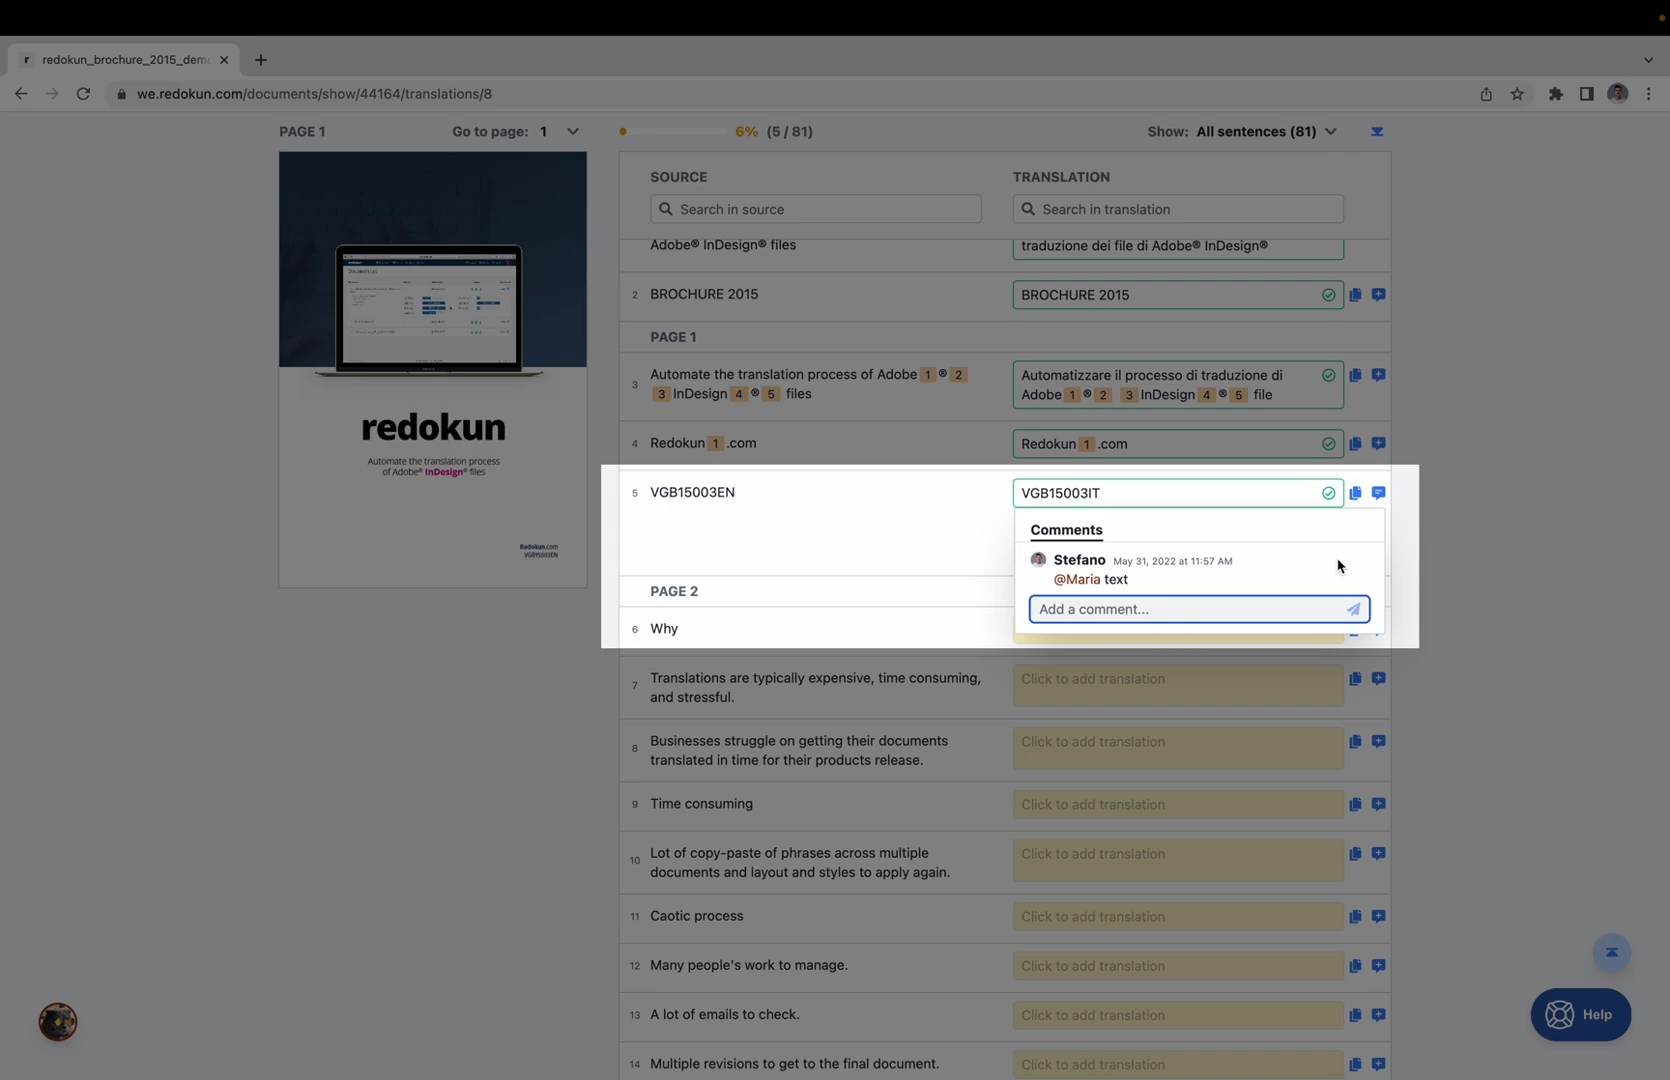 r redokun_brochure_2015_dem
we.redokun.com/documents/show/44164/translations/8
PAGE 1
Go to page: 1
6% (5 / 81)
Show: All sentences (81)
redokun
Automate the translation process
of Adobe® InDesign® files
Redokun.com
VGB15003EN
SOURCE
TRANSLATION
Search in source
Search in translation
Adobe® InDesign® files
traduzione dei file di Adobe® InDesign®
2 BROCHURE 2015
BROCHURE 2015
PAGE 1
3 Automate the translation process of Adobe 1 ® 2
3 InDesign 4 ® 5 files
Automatizzare il processo di traduzione di
Adobe 1 ® 2 3 InDesign 4 ® 5 file
4 Redokun 1 .com
Redokun 1 .com
5 VGB15003EN
VGB15003IT
Comments
Stefano May 31, 2022 at 11:57 AM
@Maria text
Add a comment...
PAGE 2
6 Why
7 Translations are typically expensive, time consuming,
and stressful.
Click to add translation
8 Businesses struggle on getting their documents
translated in time for their products release.
Click to add translation
9 Time consuming
Click to add translation
10 Lot of copy-paste of phrases across multiple
documents and layout and styles to apply again.
Click to add translation
11 Caotic process
Click to add translation
12 Many people's work to manage.
Click to add translation
13 A lot of emails to check.
Click to add translation
14 Multiple revisions to get to the final document.
Click to add translation
Help